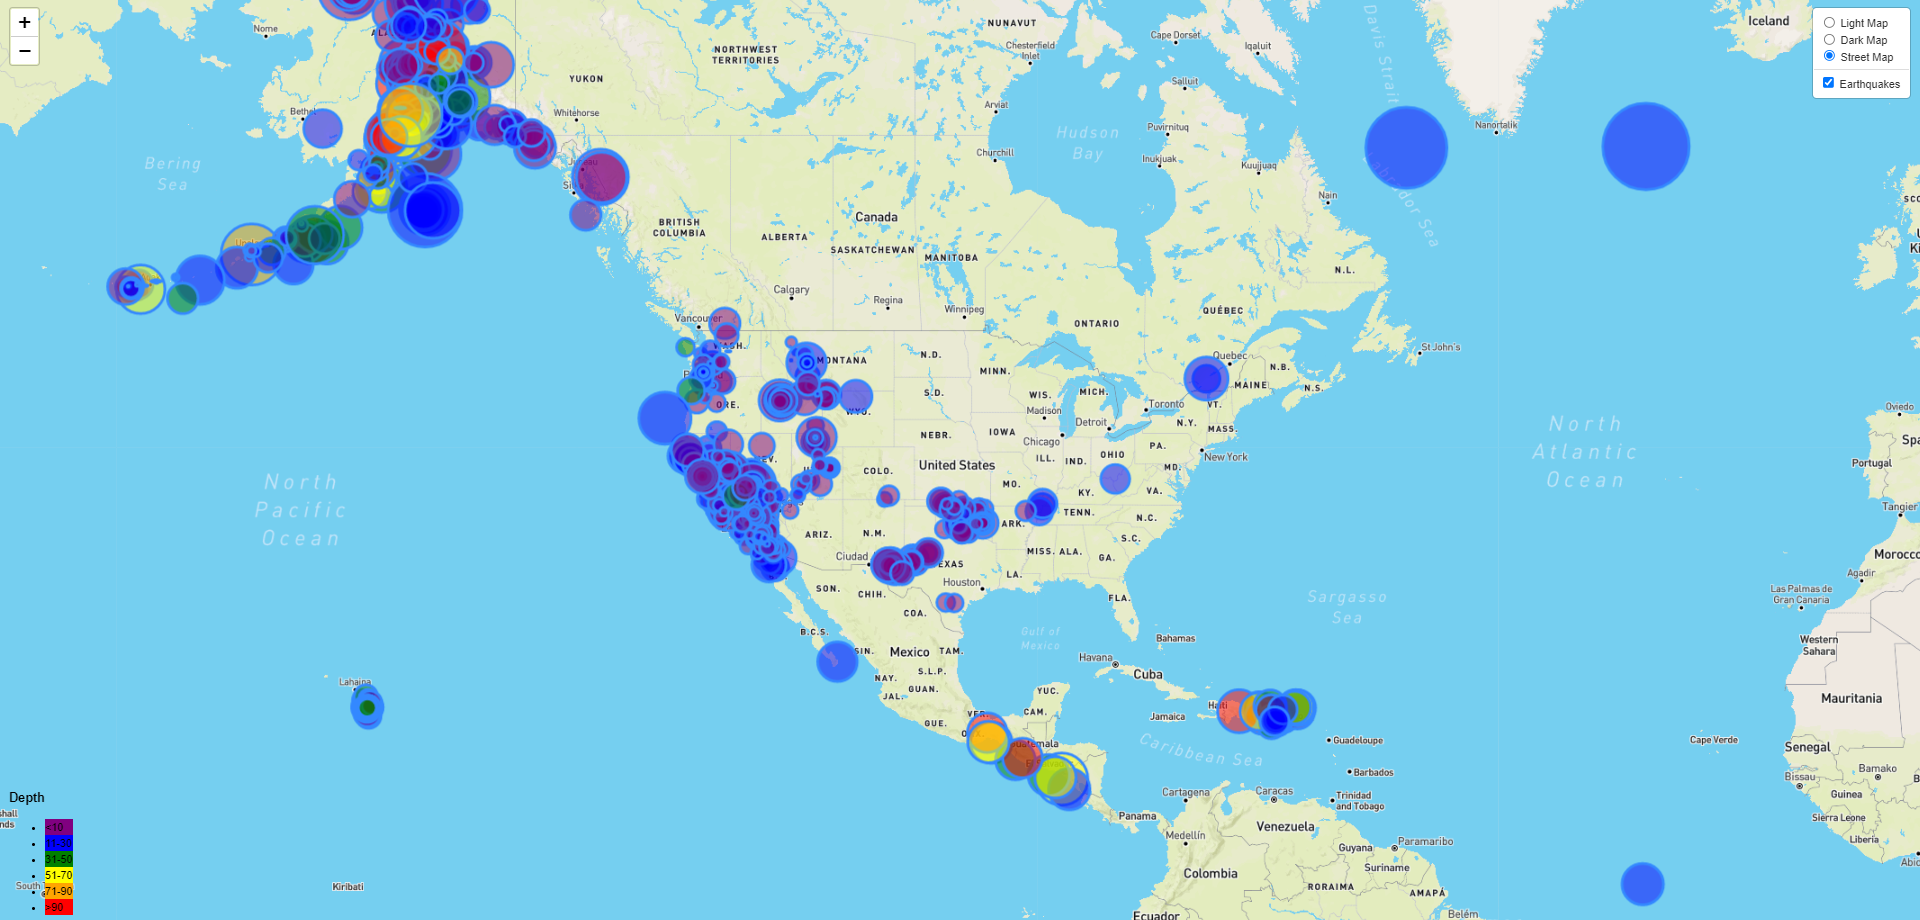 +
−
Light Map
Dark Map
Street Map
Earthquakes
Nome
Bethel
Bering
Sea
YUKON
Whitehorse
NORTHWEST
TERRITORIES
NUNAVUT
Chesterfield
Inlet
Arviat
Churchill
Hudson
Bay
Cape Dorset
Iqaluit
Salluit
Puvirnituq
Inukjuak
Kuujjuaq
Nain
Davis Strait
Labrador Sea
Nanortalik
Iceland
BRITISH
COLUMBIA
ALBERTA
Canada
SASKATCHEWAN
MANITOBA
Calgary
Regina
Winnipeg
Vancouver
ONTARIO
QUÉBEC
N.L.
St John's
Quebec
N.B.
N.S.
MAINE
VT.
MASS.
N.Y.
Toronto
WASH.
MONTANA
N.D.
MINN.
S.D.
WIS.
MICH.
Madison
Detroit
Chicago
ORE.
WYO.
NEBR.
IOWA
ILL.
IND.
OHIO
PA.
MD.
New York
NEV.
COLO.
United States
MO.
KY.
VA.
TENN.
N.C.
S.C.
ARK.
ARIZ.
N.M.
MISS.
ALA.
GA.
Ciudad
TEXAS
LA.
Houston
FLA.
SON.
CHIH.
COA.
B.C.S.
SIN.
Mexico
TAM.
NAY.
S.L.P.
JAL.
GUAN.
GUE.
VER.
YUC.
CAM.
Gulf of
Mexico
Havana
Cuba
Bahamas
Jamaica
Haiti
Guatemala
Caribbean Sea
Guadeloupe
Barbados
Trinidad
and Tobago
Cartagena
Caracas
Panama
Medellín
Venezuela
Colombia
Guyana
Paramaribo
Suriname
RORAIMA
AMAPÁ
Ecuador
Belém
North
Pacific
Ocean
North
Atlantic
Ocean
Sargasso
Sea
Oviedo
Spa
Portugal
Tangier
Morocco
Agadir
Las Palmas de
Gran Canaria
Western
Sahara
Mauritania
Cape Verde
Senegal
Bamako
Bissau
Guinea
Sierra Leone
Liberia
Lahaina
Kiribati
Depth
<10
11-30
31-50
51-70
71-90
>90